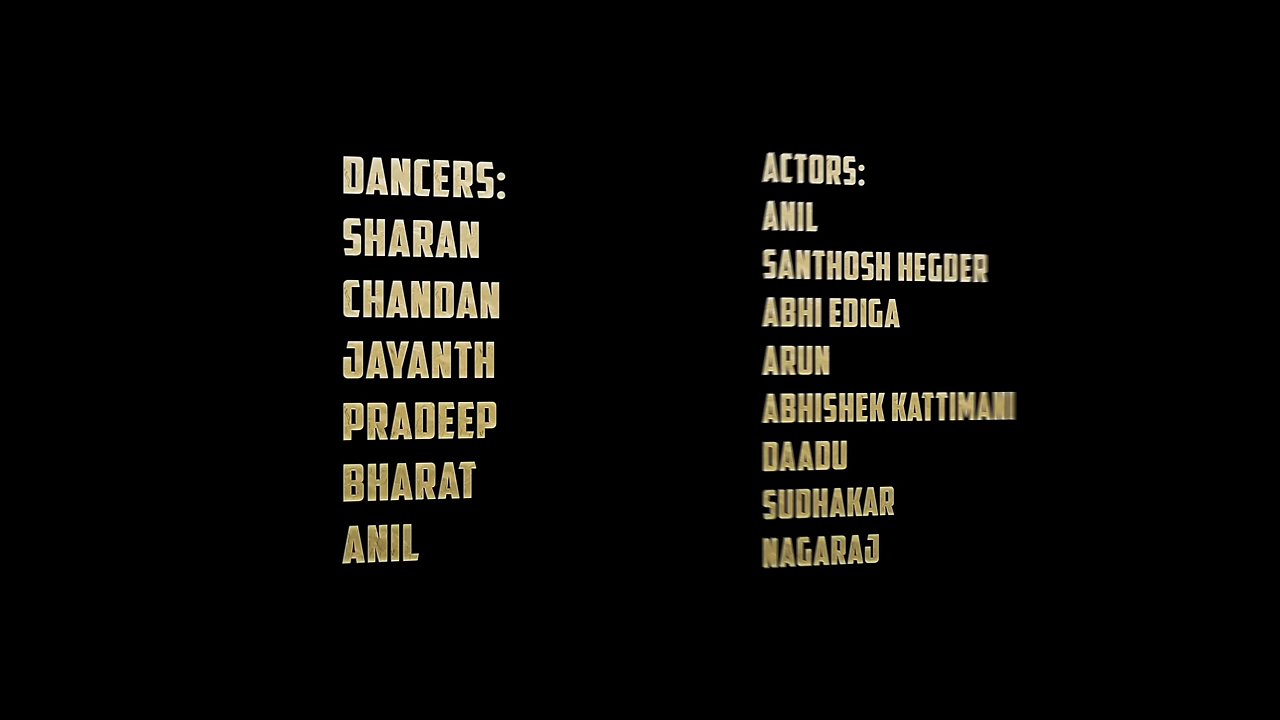 DANCERS:
SHARAN
CHANDAN
JAYANTH
PRADEEP
BHARAT
ANIL
ACTORS:
ANIL
SANTHOSH HEGDER
ABHI EDIGA
ARUN
ABHISHEK KATTIMANI
DAADU
SUDHAKAR
NAGARAJ